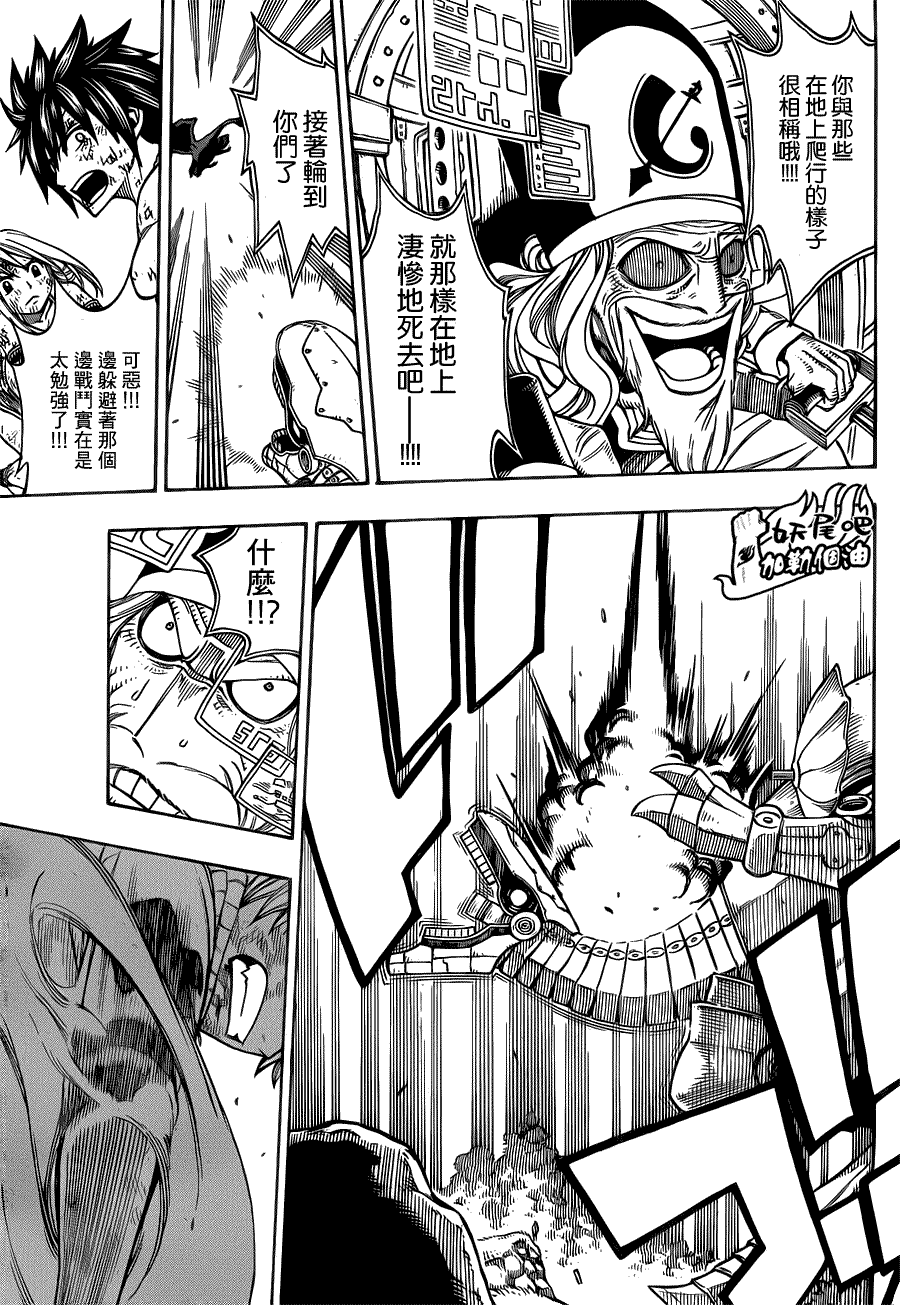 你與那些
在地上爬行的樣子
很相稱哦!!!!
就那樣在地上
淒慘地死去吧——!!!!
接著輪到
你們了
可惡!!!
邊躲避著那個
邊戰鬥實在是
太勉強了!!!
妖尾吧
加勒個油
什麼!!?